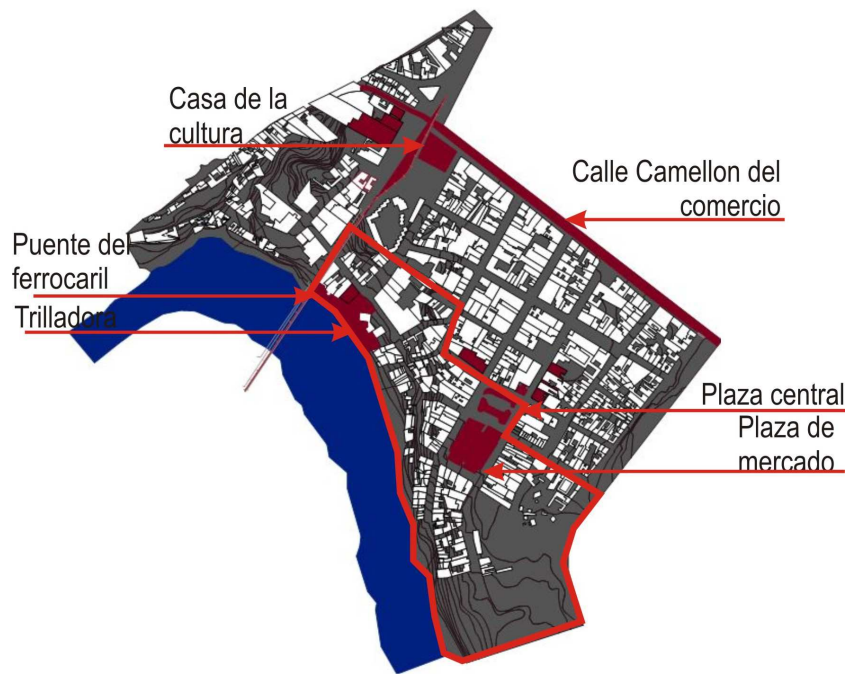 Casa de la
cultura
Calle Camellon del
comercio
Puente del
ferrocaril
Trilladora
Plaza central
Plaza de
mercado